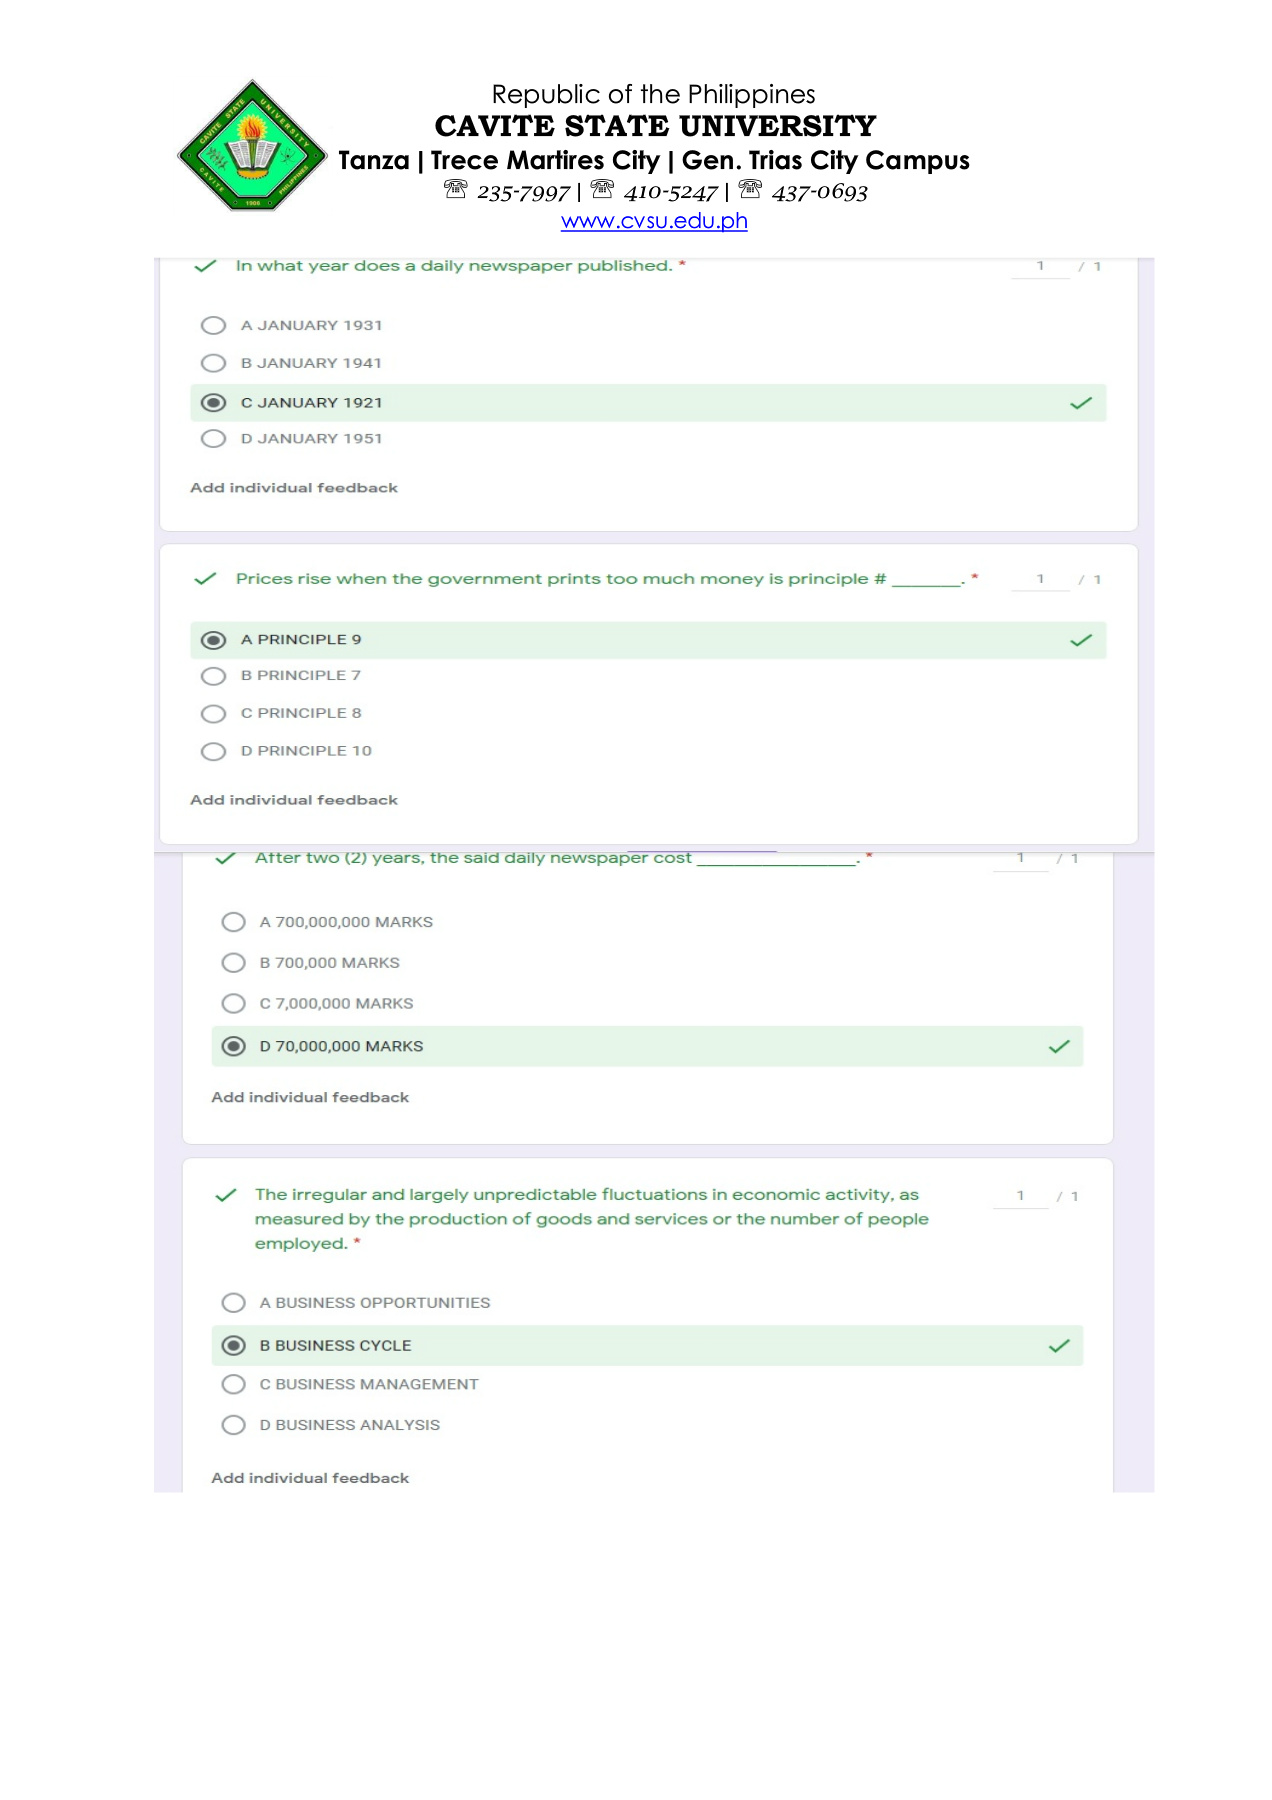 Republic of the Philippines
CAVITE STATE UNIVERSITY
Tanza | Trece Martires City | Gen. Trias City Campus
☏ 235-7997 | ☏ 410-5247 | ☏ 437-0693
www.cvsu.edu.ph
CAVITE STATE UNIVERSITY
CAVITE PHILIPPINES
1906
In what year does a daily newspaper published. * 1 / 1
A JANUARY 1931
B JANUARY 1941
C JANUARY 1921
D JANUARY 1951
Add individual feedback
Prices rise when the government prints too much money is principle # _______. * 1 / 1
A PRINCIPLE 9
B PRINCIPLE 7
C PRINCIPLE 8
D PRINCIPLE 10
Add individual feedback
After two (2) years, the said daily newspaper cost ________________. * 1 / 1
A 700,000,000 MARKS
B 700,000 MARKS
C 7,000,000 MARKS
D 70,000,000 MARKS
Add individual feedback
The irregular and largely unpredictable fluctuations in economic activity, as 1 / 1
measured by the production of goods and services or the number of people
employed. *
A BUSINESS OPPORTUNITIES
B BUSINESS CYCLE
C BUSINESS MANAGEMENT
D BUSINESS ANALYSIS
Add individual feedback